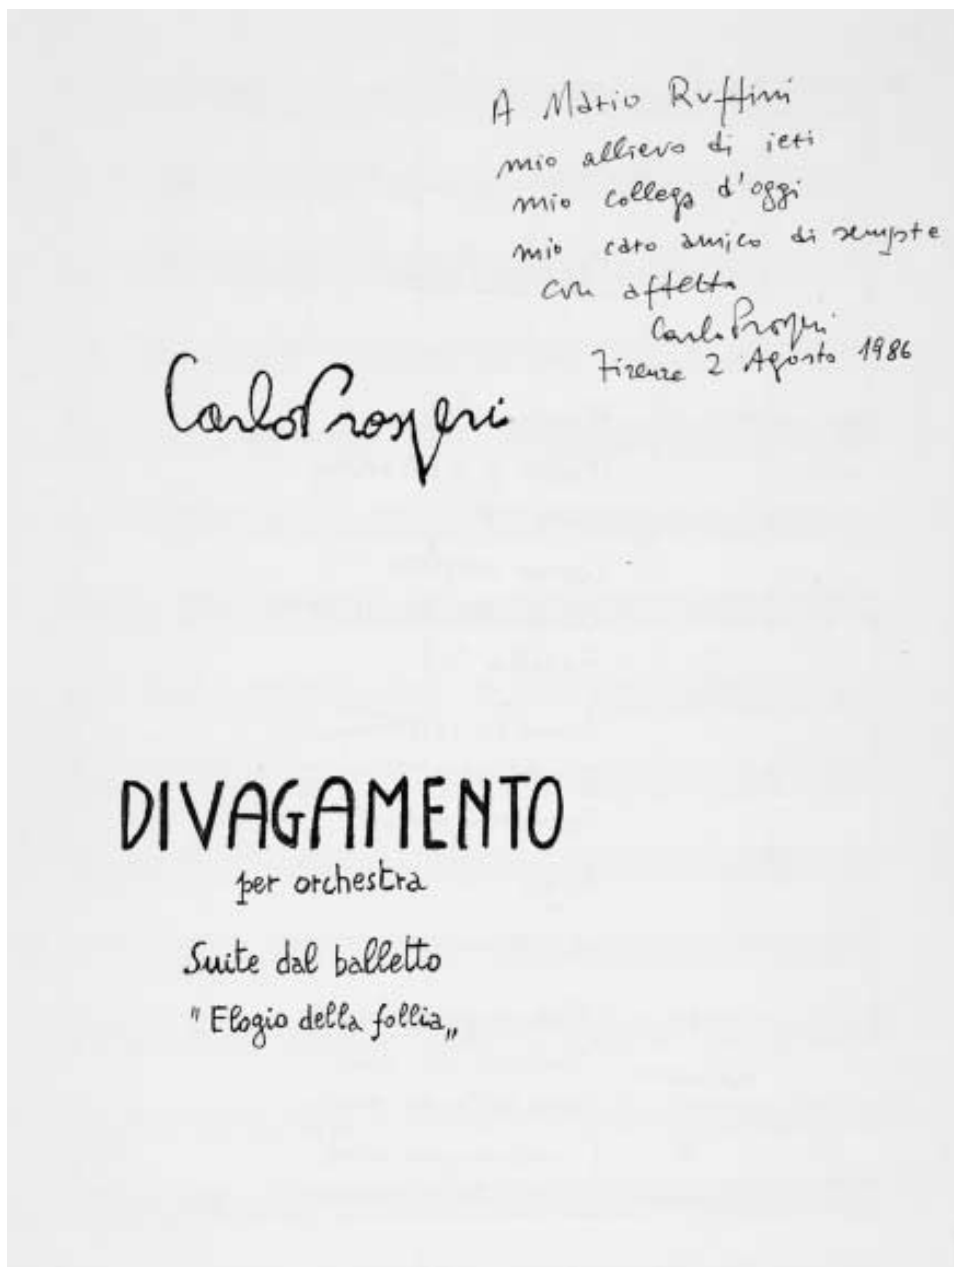 A Mario Ruffini
mio allievo di ieri
mio collega d'oggi
mio caro amico di sempre
con affetto
Carlo Prosperi
Firenze 2 Agosto 1986
Carlo Prosperi
DIVAGAMENTO
per orchestra
Suite dal balletto
"Elogio della follia„